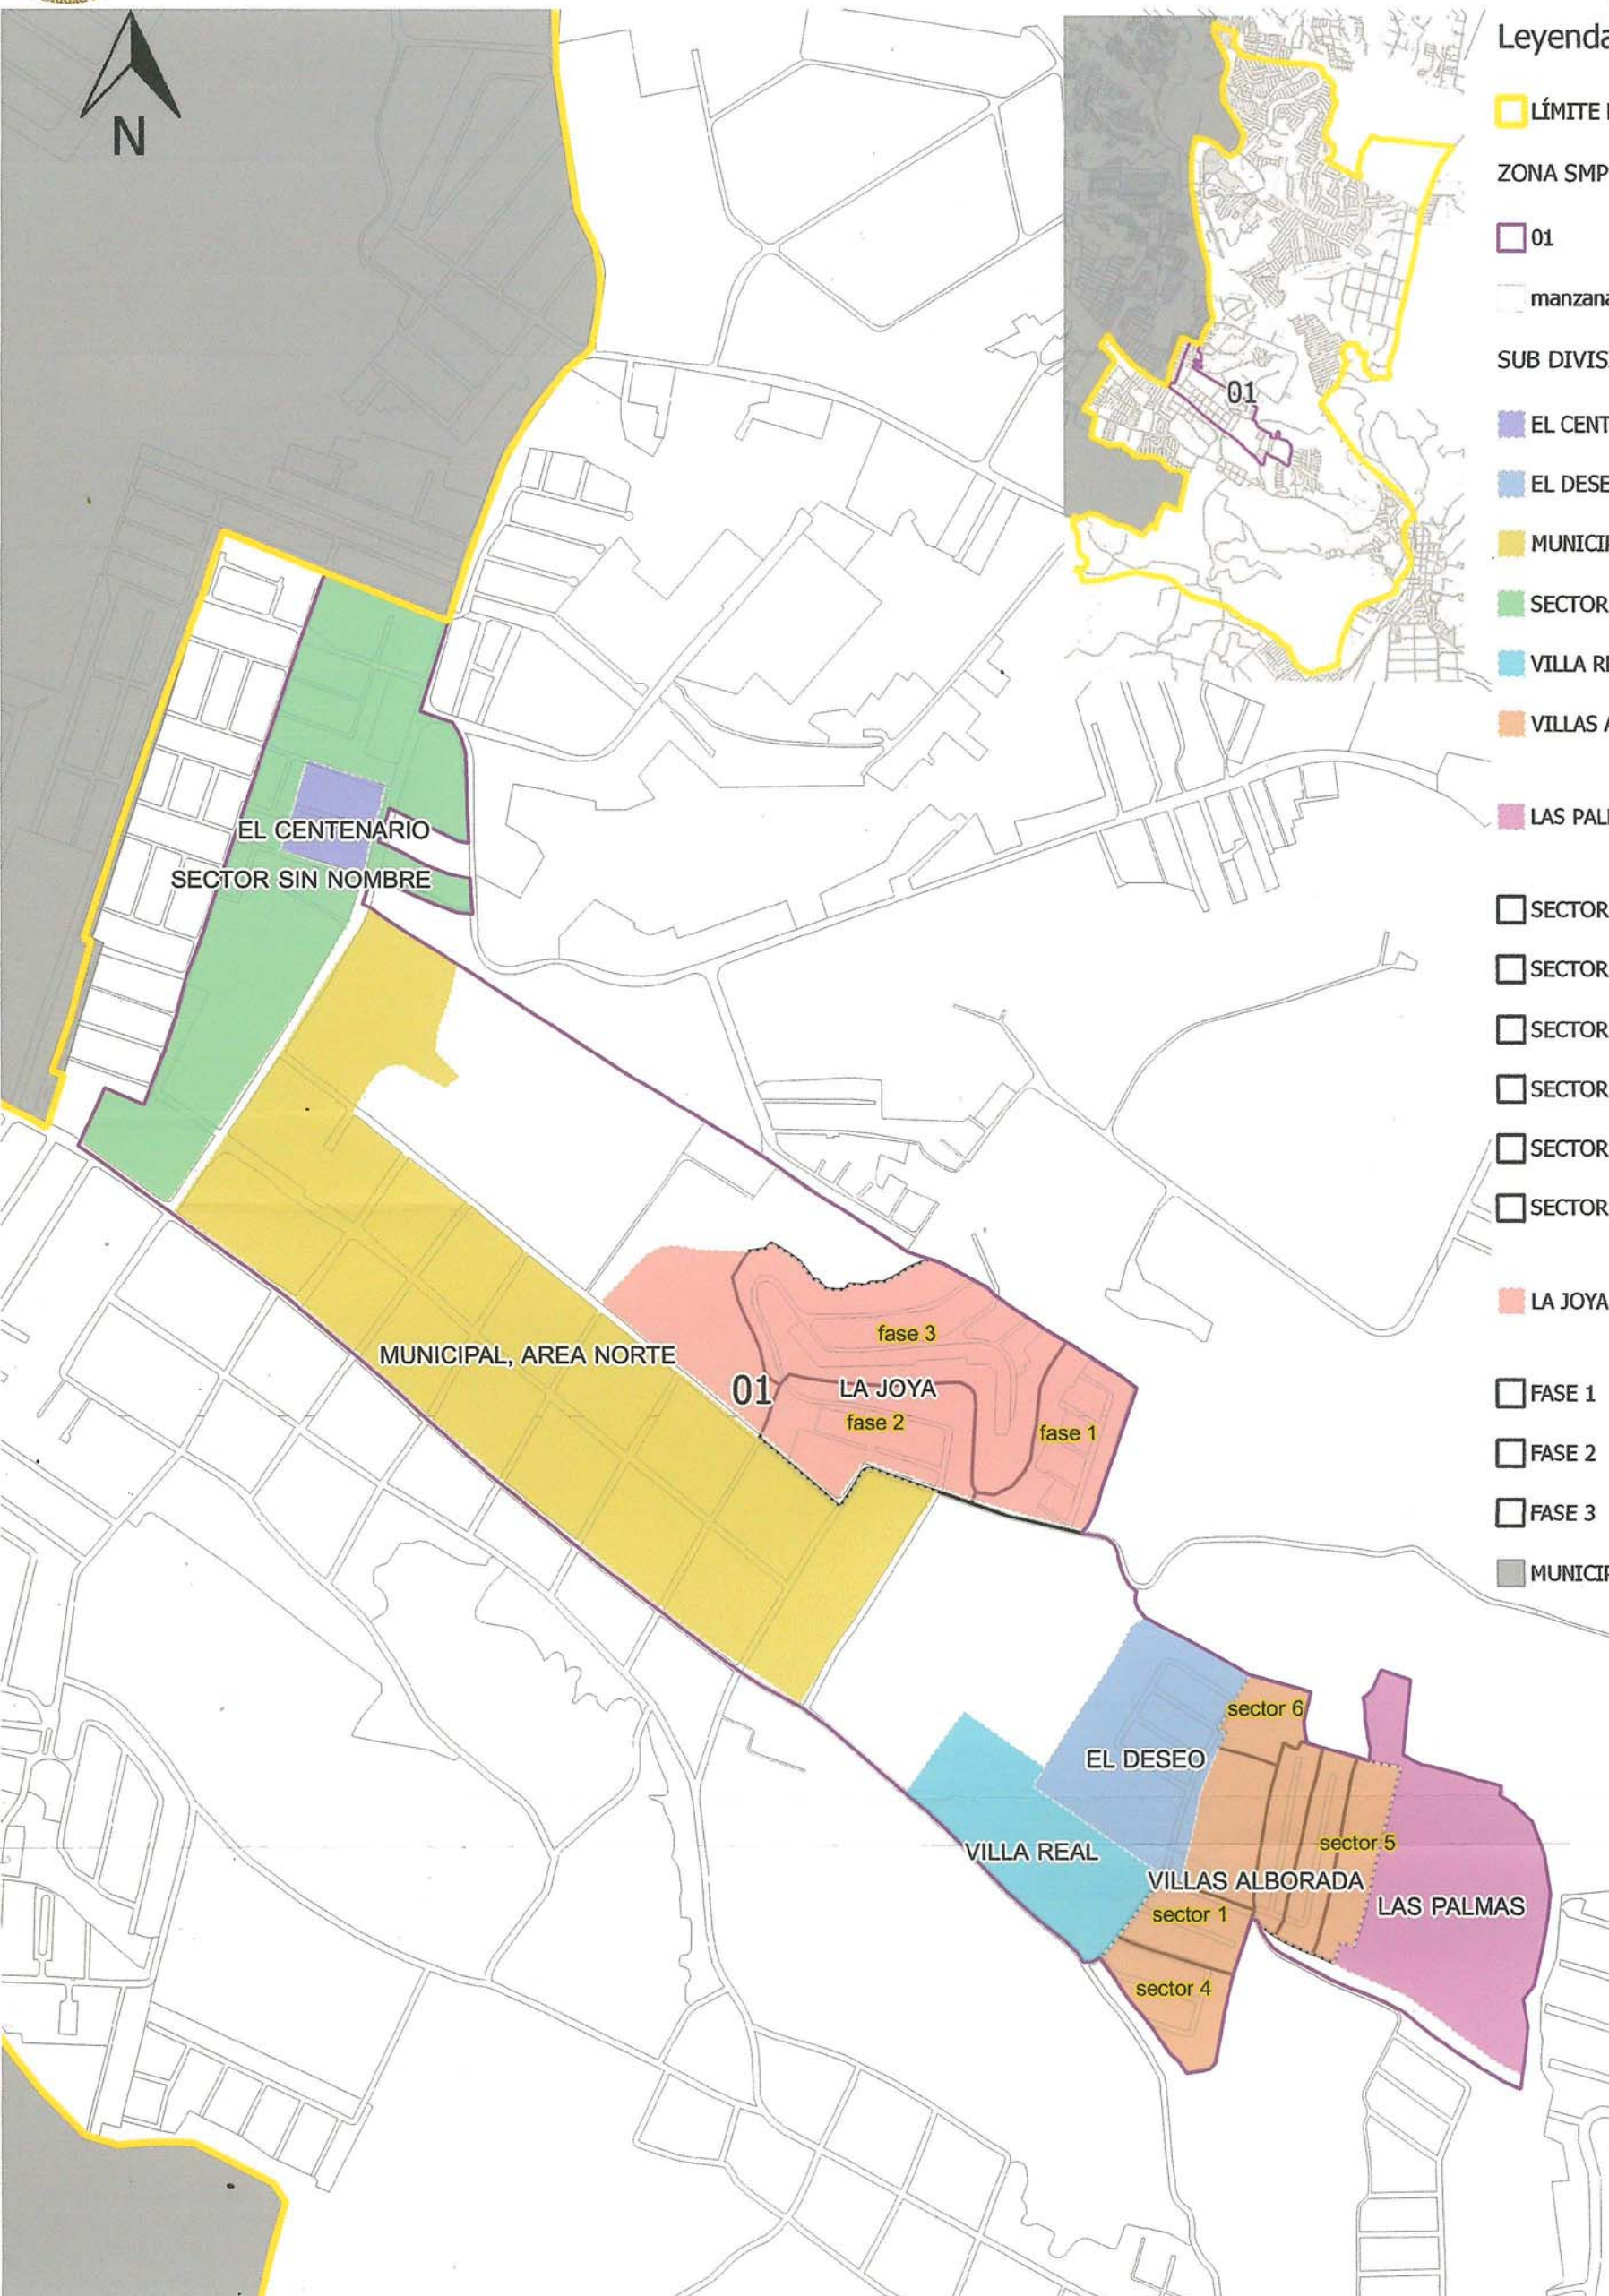 N
01
EL CENTENARIO
SECTOR SIN NOMBRE
MUNICIPAL, AREA NORTE
01
LA JOYA
fase 3
fase 2
fase 1
EL DESEO
VILLA REAL
VILLAS ALBORADA
LAS PALMAS
sector 6
sector 5
sector 1
sector 4
Leyenda
LÍMITE
ZONA SMP
01
manzana
SUB DIVIS
EL CENT
EL DESE
MUNICIP
SECTOR
VILLA RE
VILLAS A
LAS PAL
SECTOR
SECTOR
SECTOR
SECTOR
SECTOR
SECTOR
LA JOYA
FASE 1
FASE 2
FASE 3
MUNICIP